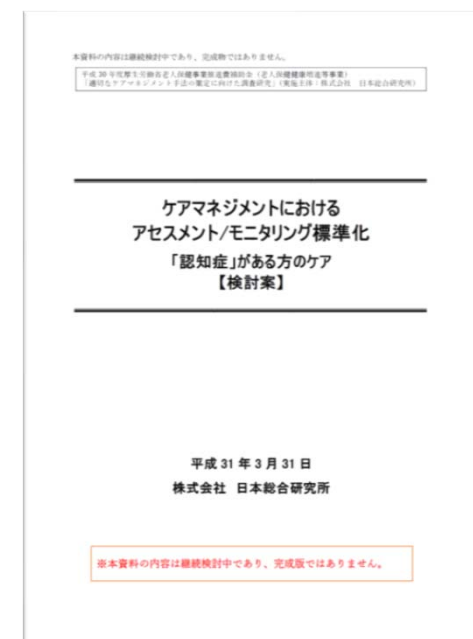 本資料の内容は継続検討中であり、完成物ではありません。
平成 30 年度厚生労働省老人保健事業推進費補助金（老人保健健康増進等事業）
「適切なケアマネジメント手法の策定に向けた調査研究」（実施主体：株式会社　日本総合研究所）
ケアマネジメントにおける
アセスメント/モニタリング標準化
「認知症」がある方のケア
【検討案】
平成 31 年 3 月 31 日
株式会社　日本総合研究所
※本資料の内容は継続検討中であり、完成版ではありません。